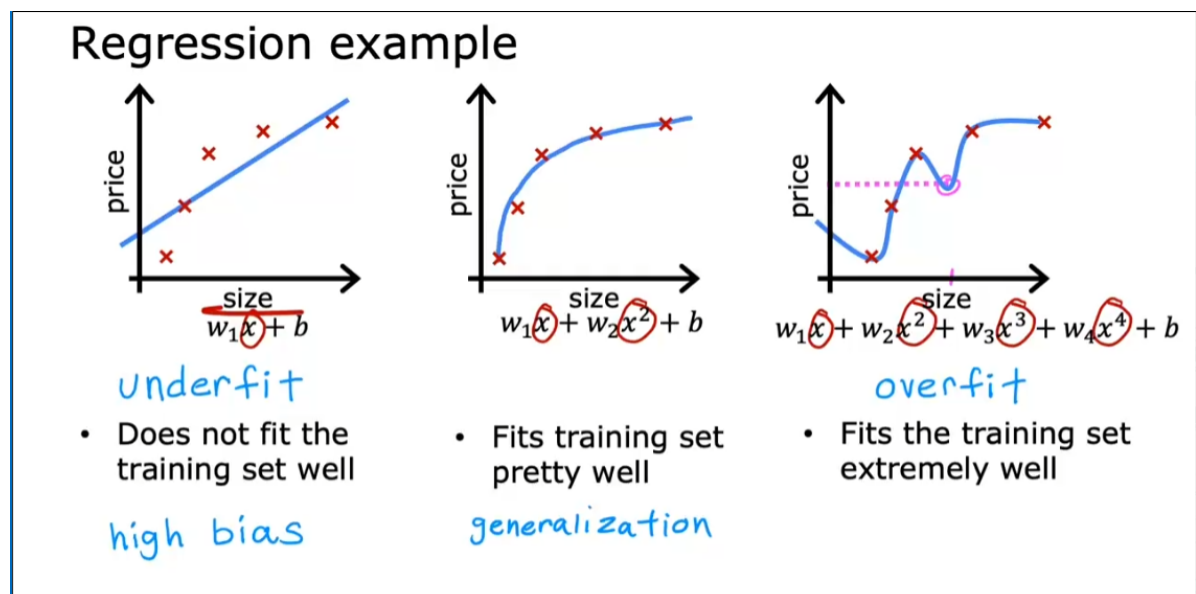 Regression example
price
size
w₁x + b
underfit
• Does not fit the
training set well
high bias
price
size
w₁x + w₂x² + b
• Fits training set
pretty well
generalization
price
size
w₁x + w₂x² + w₃x³ + w₄x⁴ + b
overfit
• Fits the training set
extremely well